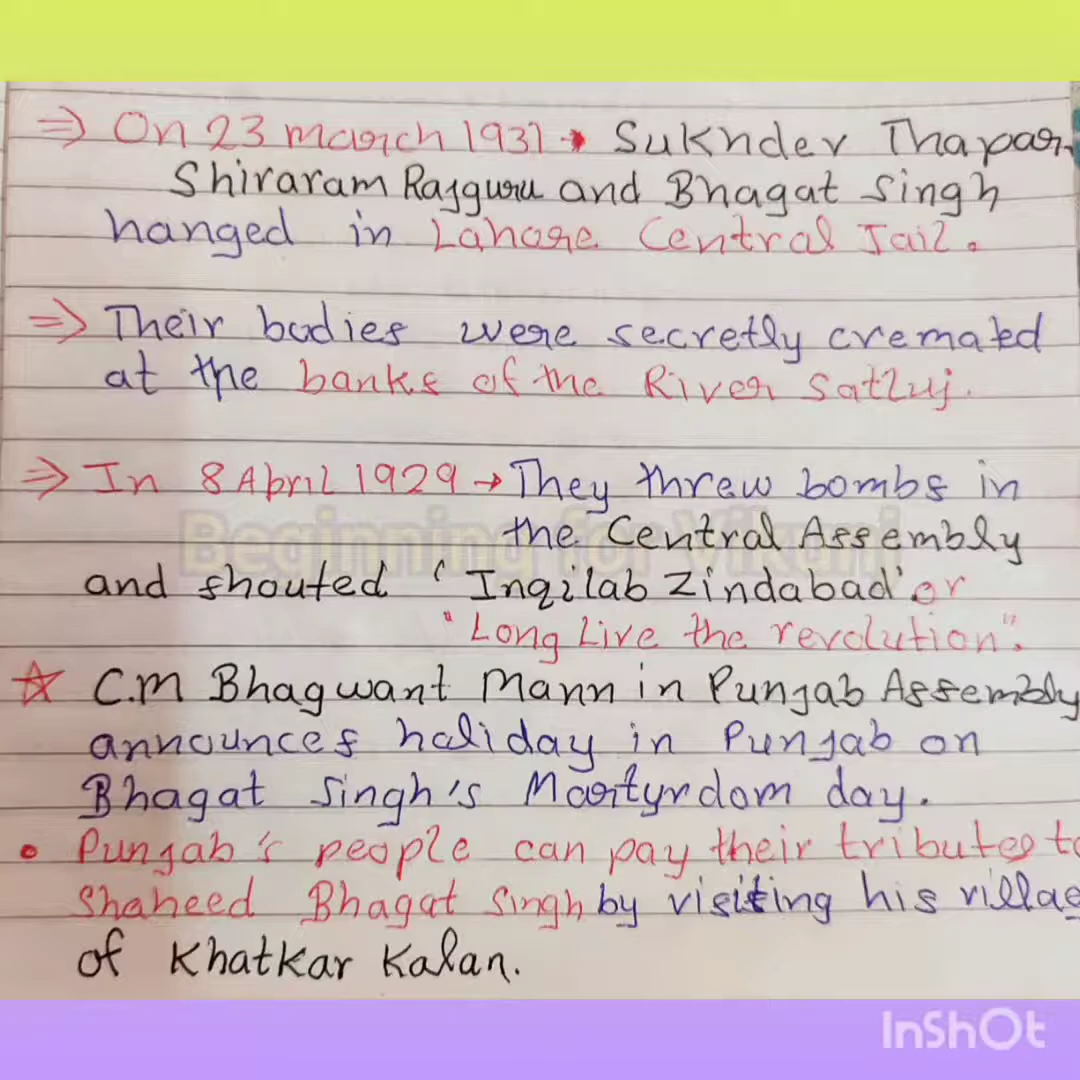 ⇒ On 23 march 1931 → Sukhdev Thapar,
Shivaram Rajguru and Bhagat Singh
hanged in Lahore Central Jail.
⇒ Their bodies were secretly cremated
at the banks of the River Satluj.
⇒ In 8 April 1929 → They threw bombs in
the Central Assembly
and shouted 'Inqilab Zindabad' or
"Long Live the revolution".
☆ C.M Bhagwant Mann in Punjab Assembly
announces holiday in Punjab on
Bhagat Singh's Martyrdom day.
• Punjab's people can pay their tributes to
Shaheed Bhagat Singh by visiting his villag
of Khatkar Kalan.
Beginning for
InShOt